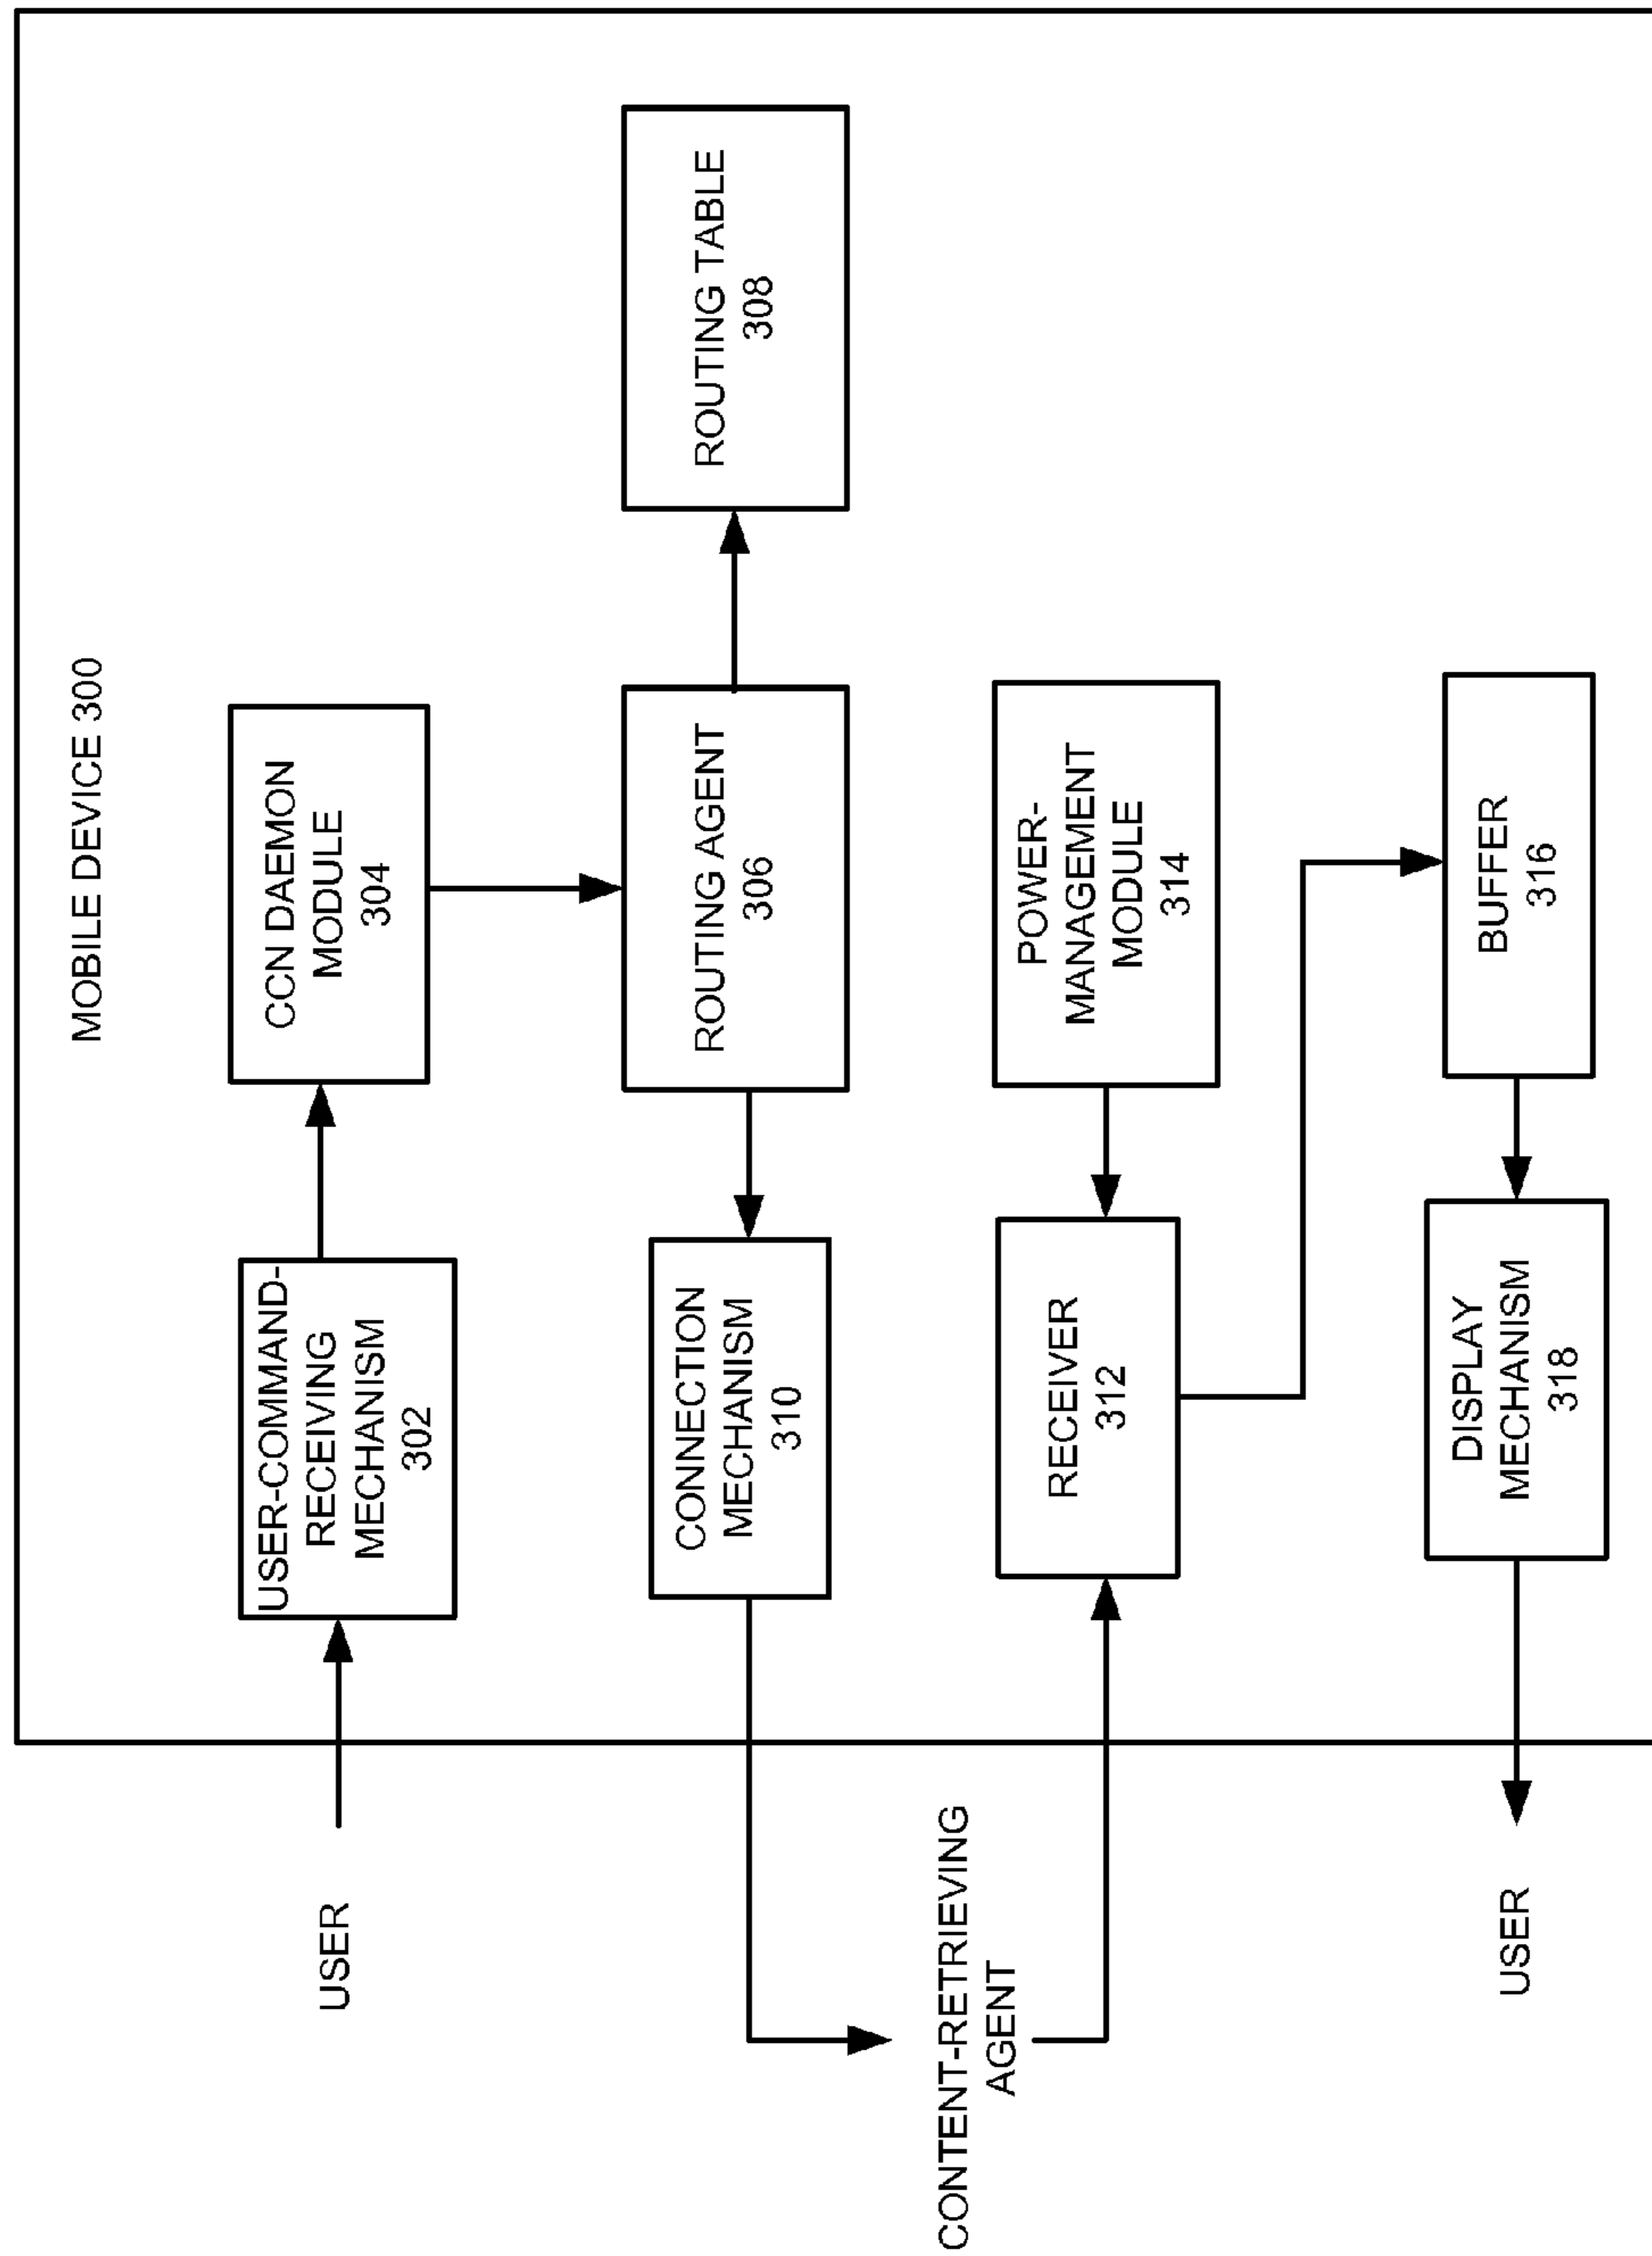 MOBILE DEVICE 300
USER
USER-COMMAND-
RECEIVING
MECHANISM
302
CCN DAEMON
MODULE
304
CONNECTION
MECHANISM
310
ROUTING AGENT
306
ROUTING TABLE
308
CONTENT-RETRIEVING
AGENT
RECEIVER
312
POWER-
MANAGEMENT
MODULE
314
USER
DISPLAY
MECHANISM
318
BUFFER
316